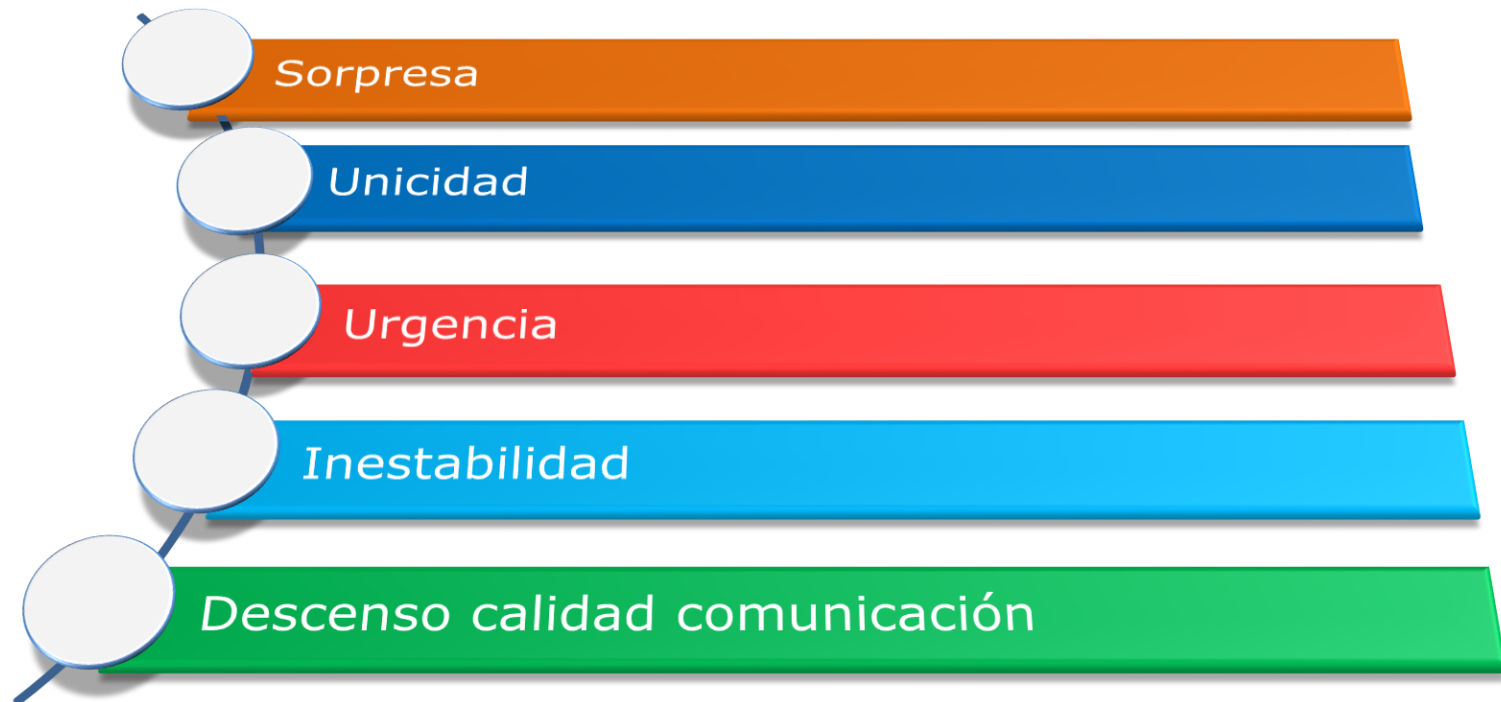 Sorpresa
Unicidad
Urgencia
Inestabilidad
Descenso calidad comunicación